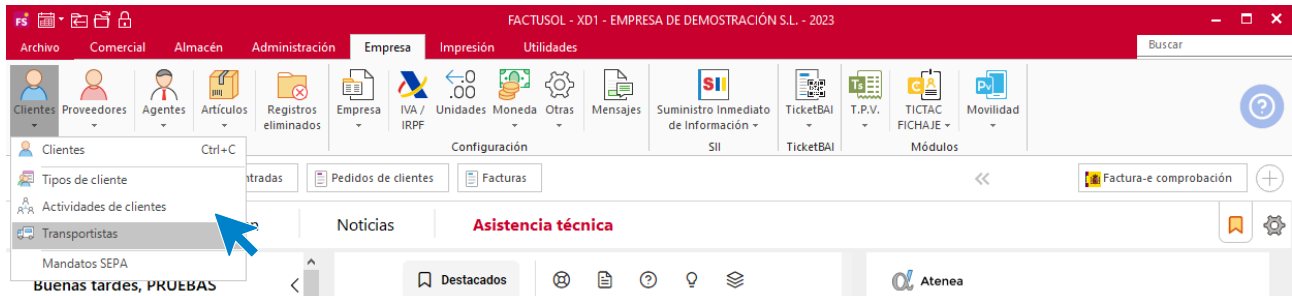 FS
FACTUSOL - XD1 - EMPRESA DE DEMOSTRACIÓN S.L. - 2023
Archivo Comercial Almacén Administración Empresa Impresión Utilidades Buscar
Clientes Proveedores Agentes Artículos Registros eliminados Empresa IVA / IRPF Unidades Moneda Otras Mensajes Suministro Inmediato de Información TicketBAI T.P.V. TICTAC FICHAJE Movilidad
Configuración SII TicketBAI Módulos
Clientes Ctrl+C
Tipos de cliente
Actividades de clientes
Transportistas
Mandatos SEPA
ntradas Pedidos de clientes Facturas Factura-e comprobación
Noticias Asistencia técnica
Buenas tardes, PRUEBAS Destacados Atenea